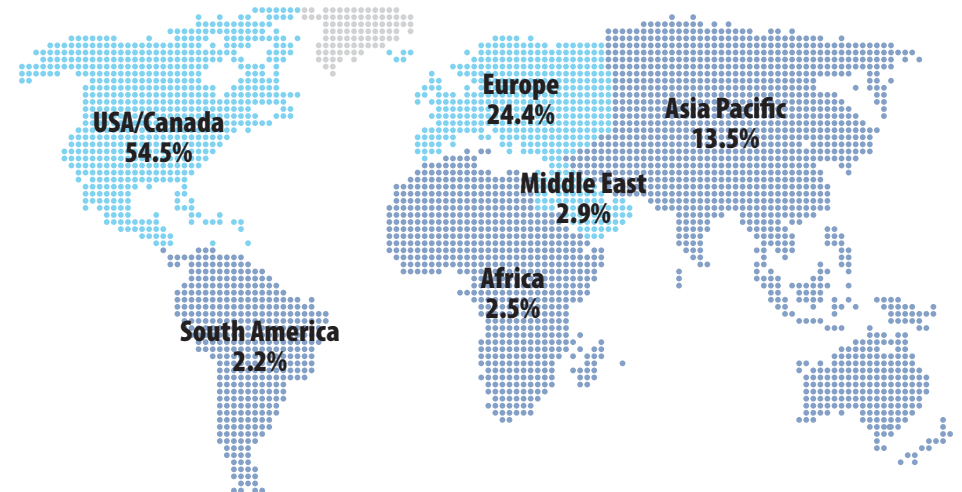 USA/Canada
54.5%
Europe
24.4%
Asia Pacific
13.5%
Middle East
2.9%
Africa
2.5%
South America
2.2%